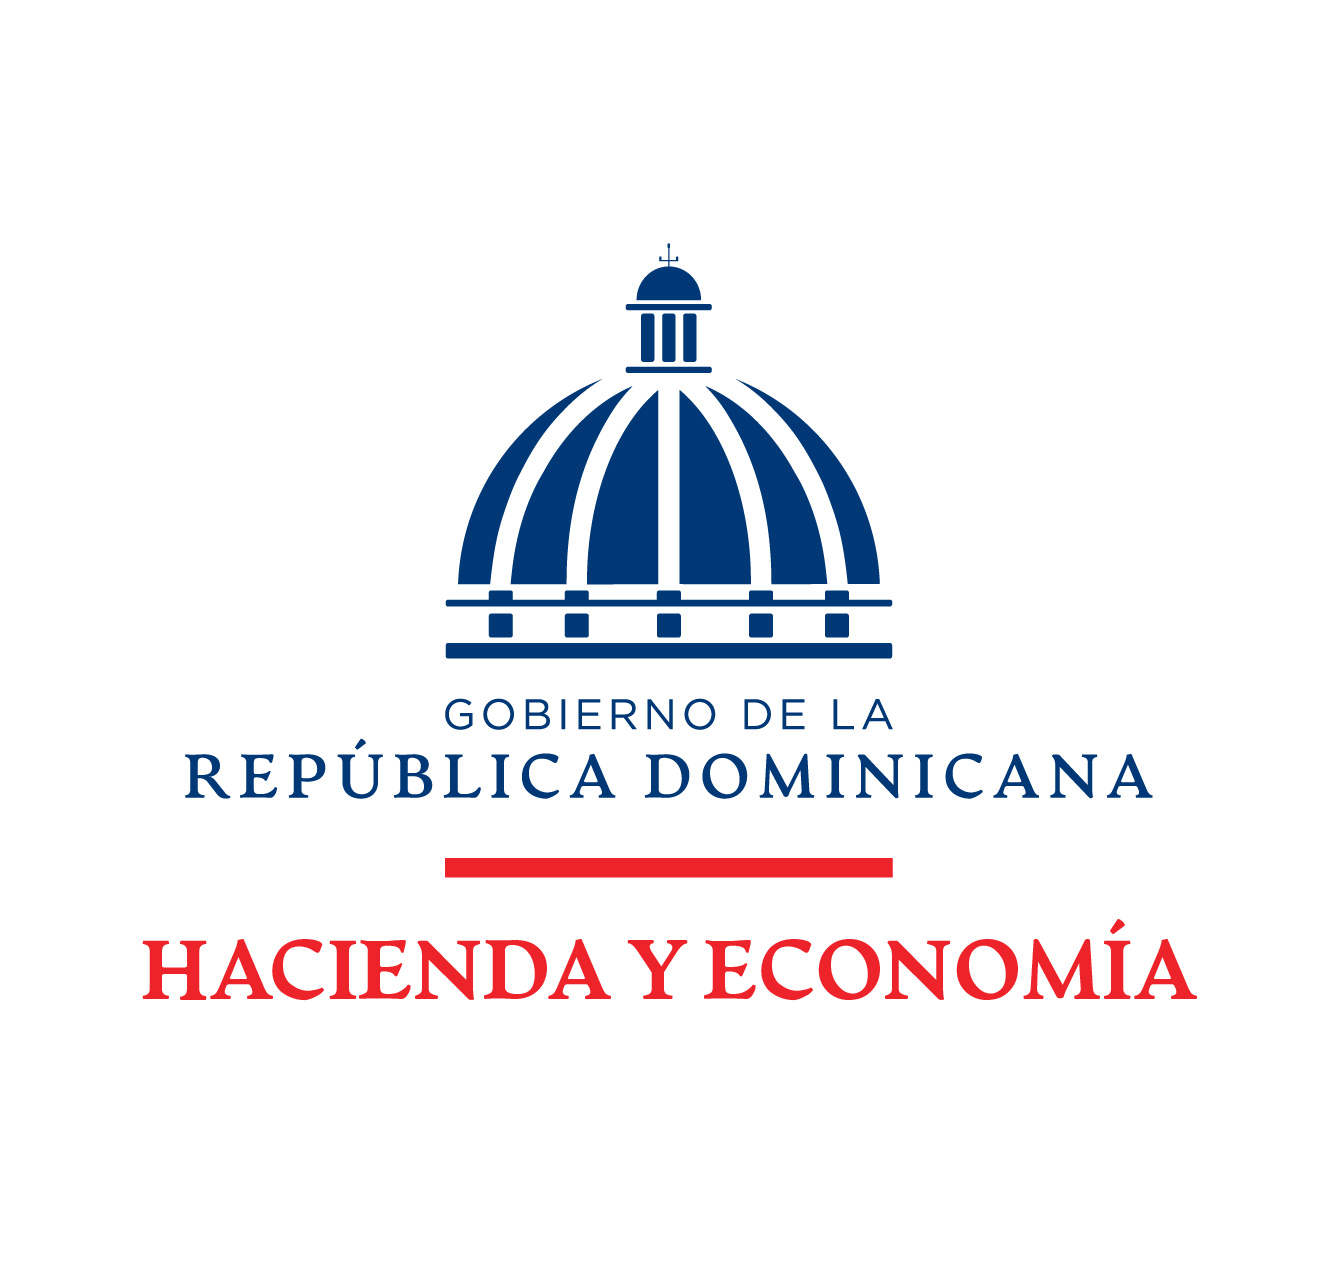 GOBIERNO DE LA
REPÚBLICA DOMINICANA
HACIENDA Y ECONOMÍA